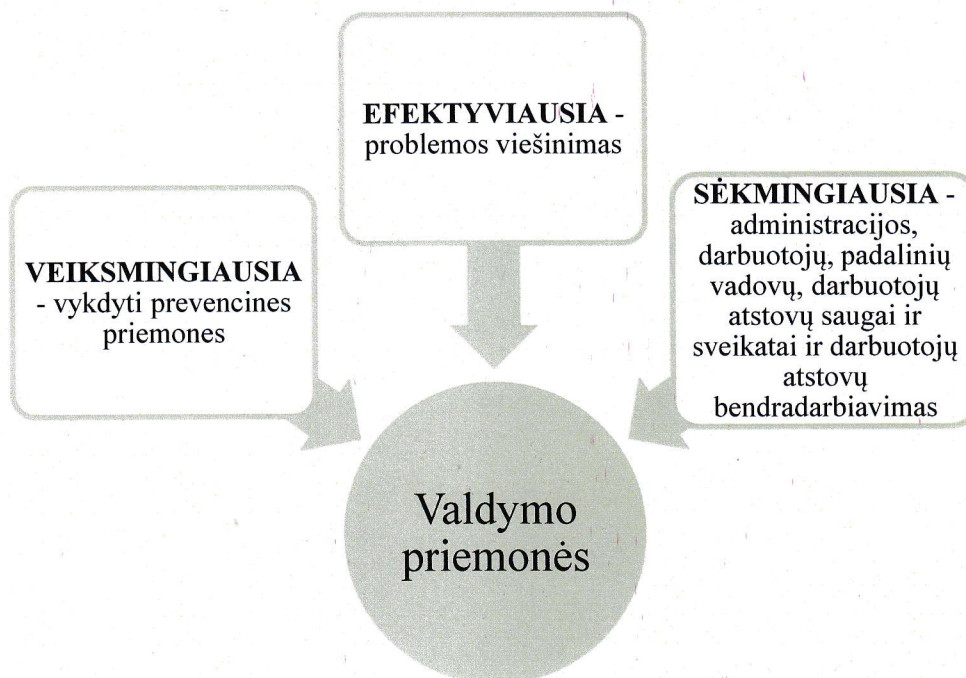 VEIKSMINGIAUSIA
- vykdyti prevencines
priemones
EFEKTYVIAUSIA -
problemos viešinimas
SĖKMINGIAUSIA -
administracijos,
darbuotojų, padalinių
vadovų, darbuotojų
atstovų saugai ir
sveikatai ir darbuotojų
atstovų
bendradarbiavimas
Valdymo
priemonės